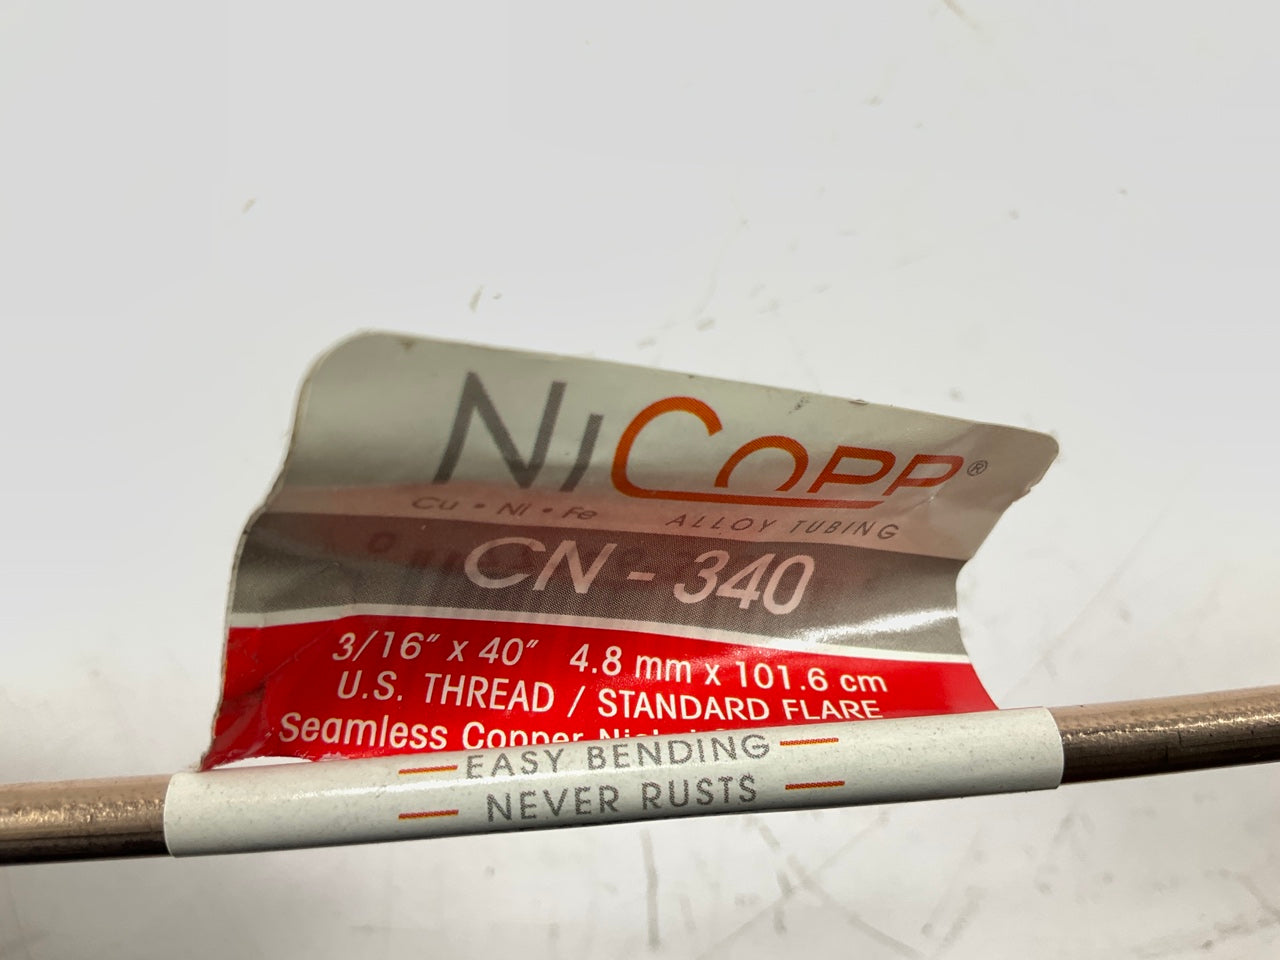 NiCOPP®
Cu • Ni • Fe ALLOY TUBING
CN - 340
3/16" x 40" 4.8 mm x 101.6 cm
U.S. THREAD / STANDARD FLARE
Seamless Copper Nickel
EASY BENDING
NEVER RUSTS